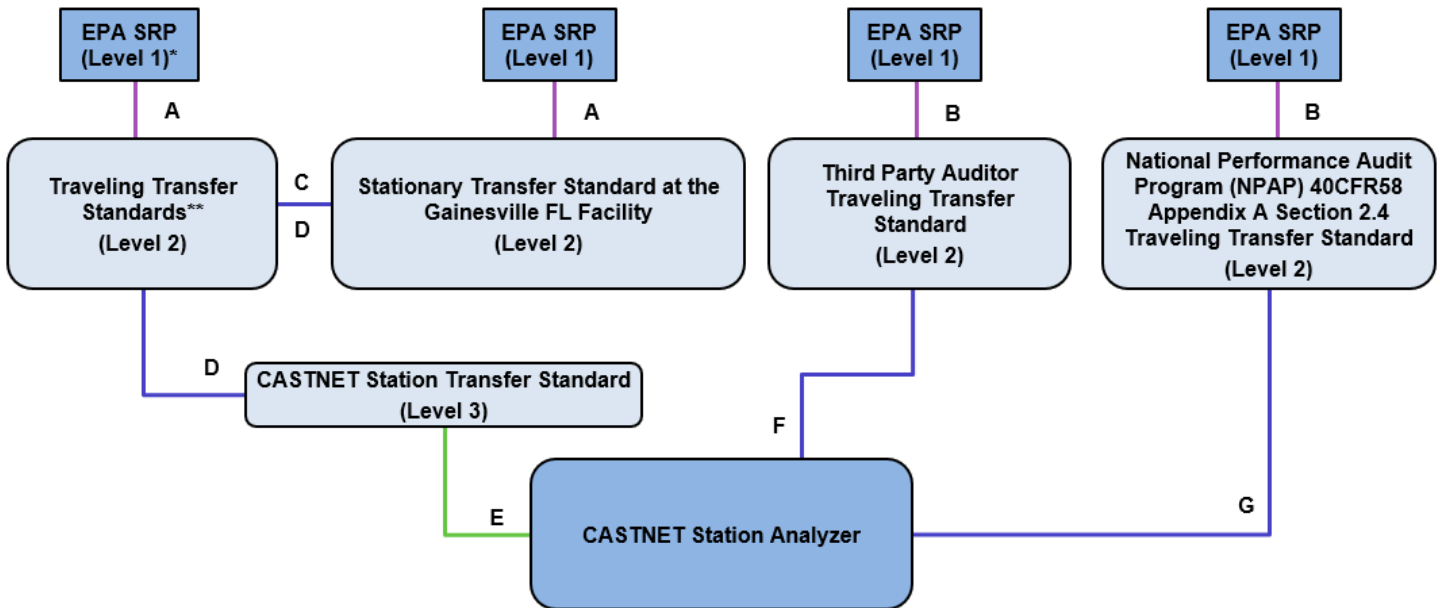 EPA SRP
(Level 1)*
EPA SRP
(Level 1)
EPA SRP
(Level 1)
EPA SRP
(Level 1)
A
A
B
B
Traveling Transfer
Standards**
(Level 2)
C
D
Stationary Transfer Standard at the
Gainesville FL Facility
(Level 2)
Third Party Auditor
Traveling Transfer
Standard
(Level 2)
National Performance Audit
Program (NPAP) 40CFR58
Appendix A Section 2.4
Traveling Transfer Standard
(Level 2)
D
CASTNET Station Transfer Standard
(Level 3)
F
E
CASTNET Station Analyzer
G